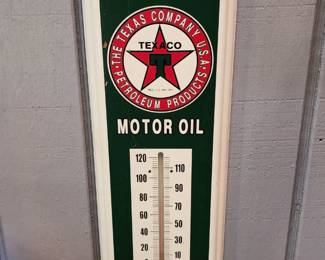 THE TEXAS COMPANY U.S.A.
PETROLEUM PRODUCTS
TEXACO
T
MOTOR OIL
120
110
100
90
80
70
60
50
40
30
20
10
0